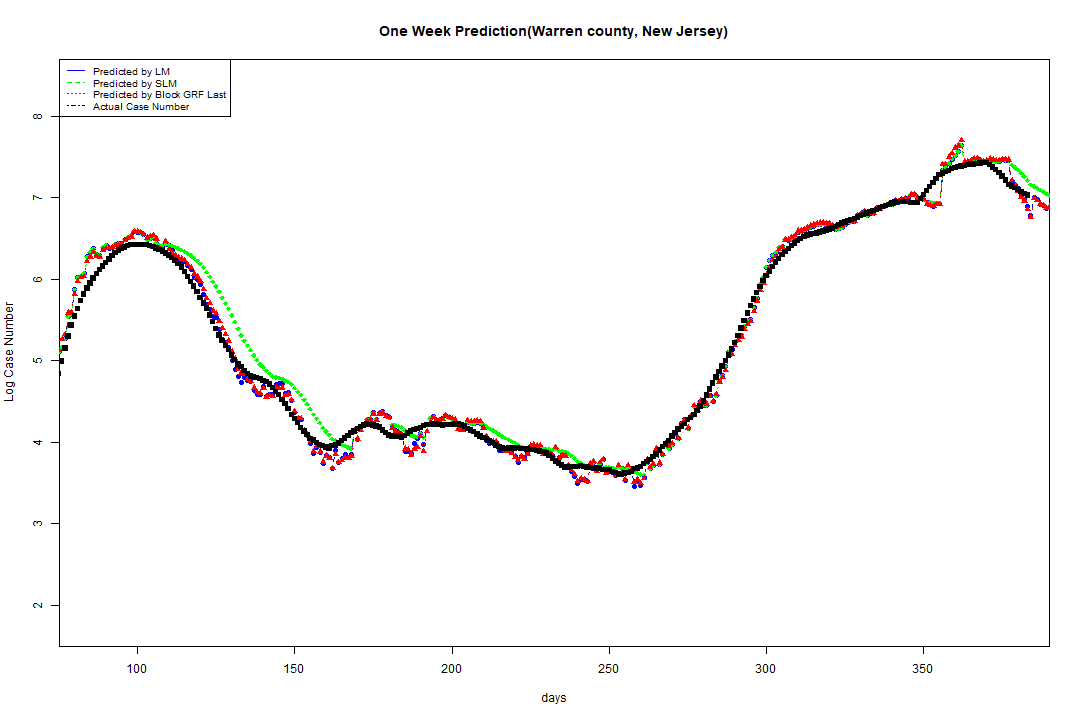 One Week Prediction(Warren county, New Jersey)
Predicted by LM
Predicted by SLM
Predicted by Block GRF Last
Actual Case Number
8
7
6
5
4
3
2
Log Case Number
100 150 200 250 300 350
days